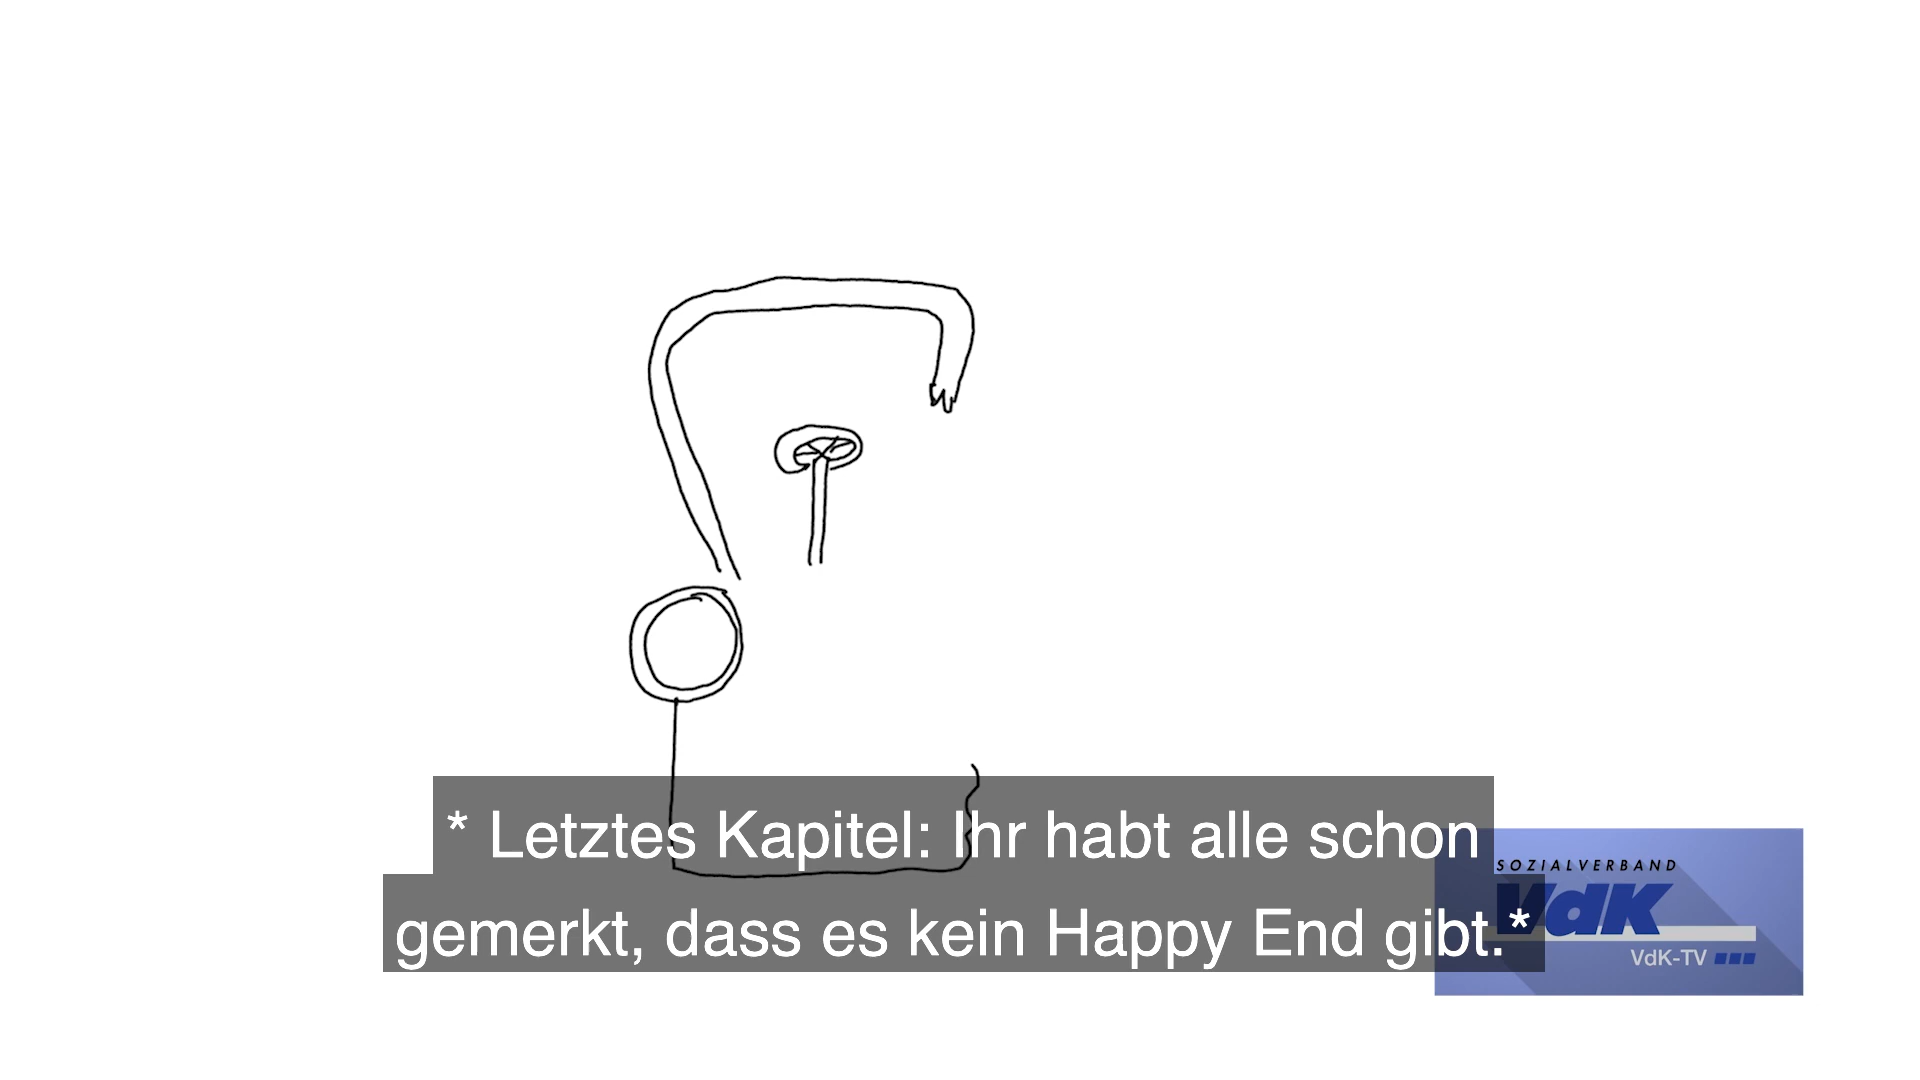 * Letztes Kapitel: Ihr habt alle schon
gemerkt, dass es kein Happy End gibt.*
SOZIALVERBAND
VdK
VdK-TV